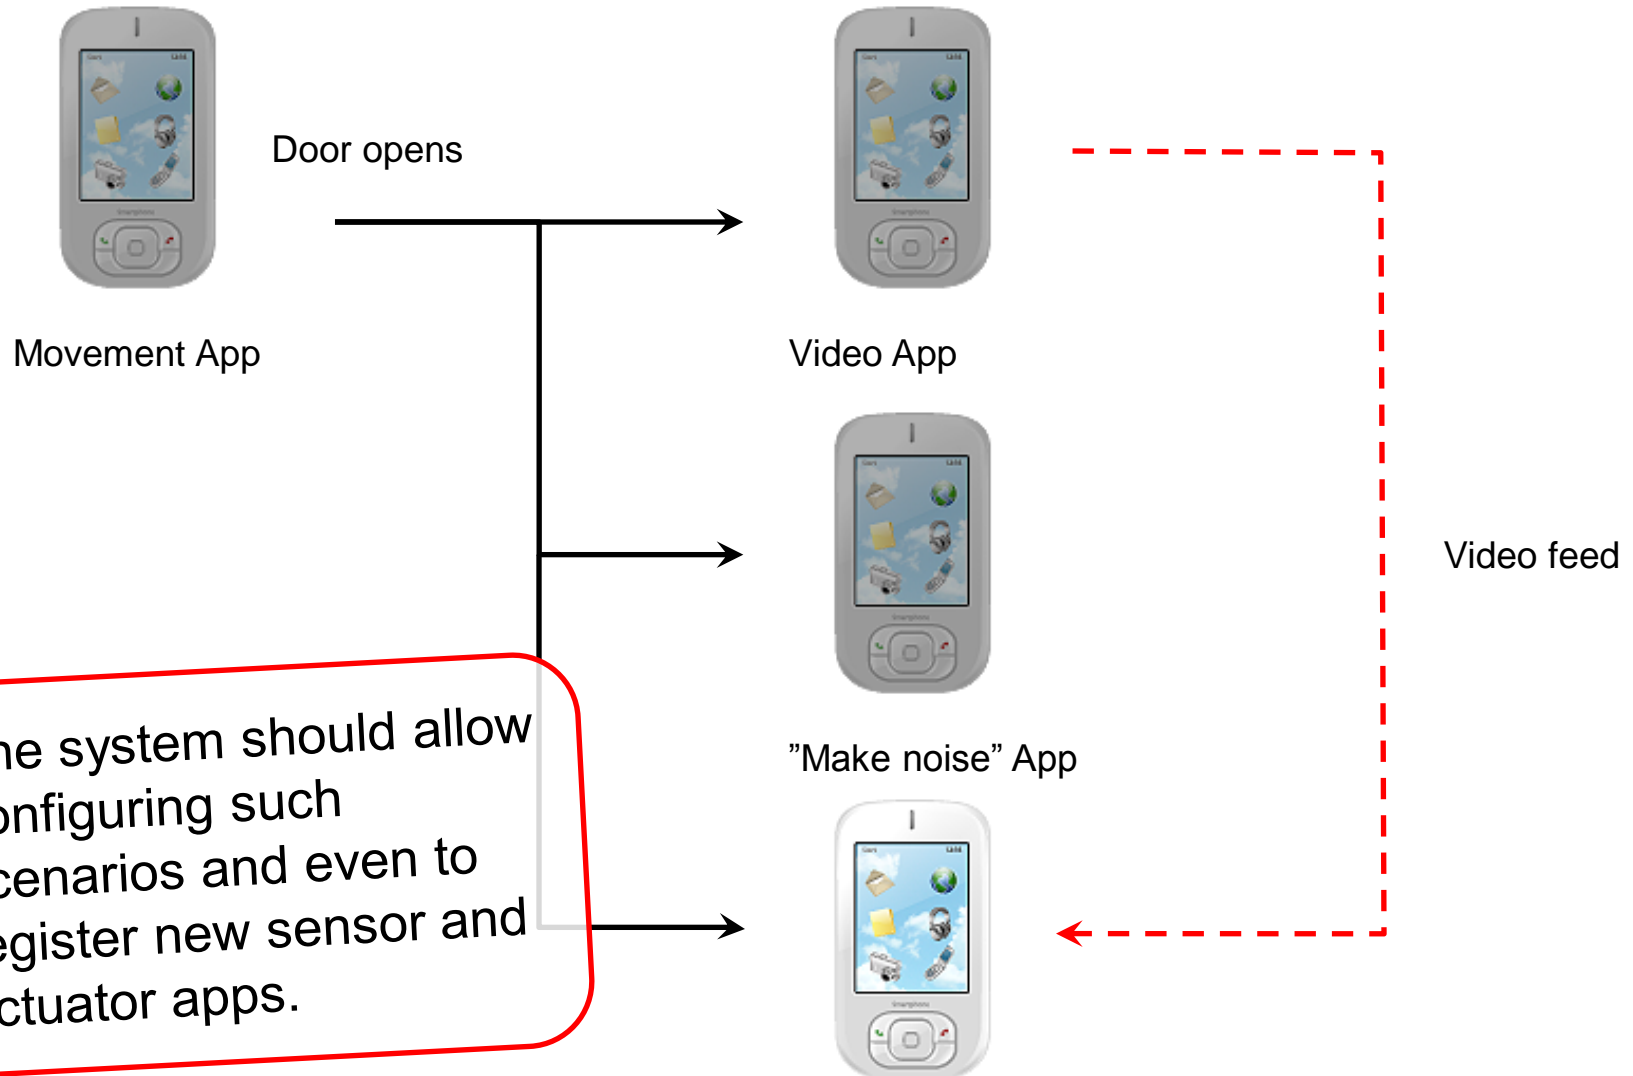 Door opens
Movement App
Video App
Video feed
”Make noise” App
he system should allow
onfiguring such
cenarios and even to
egister new sensor and
ctuator apps.